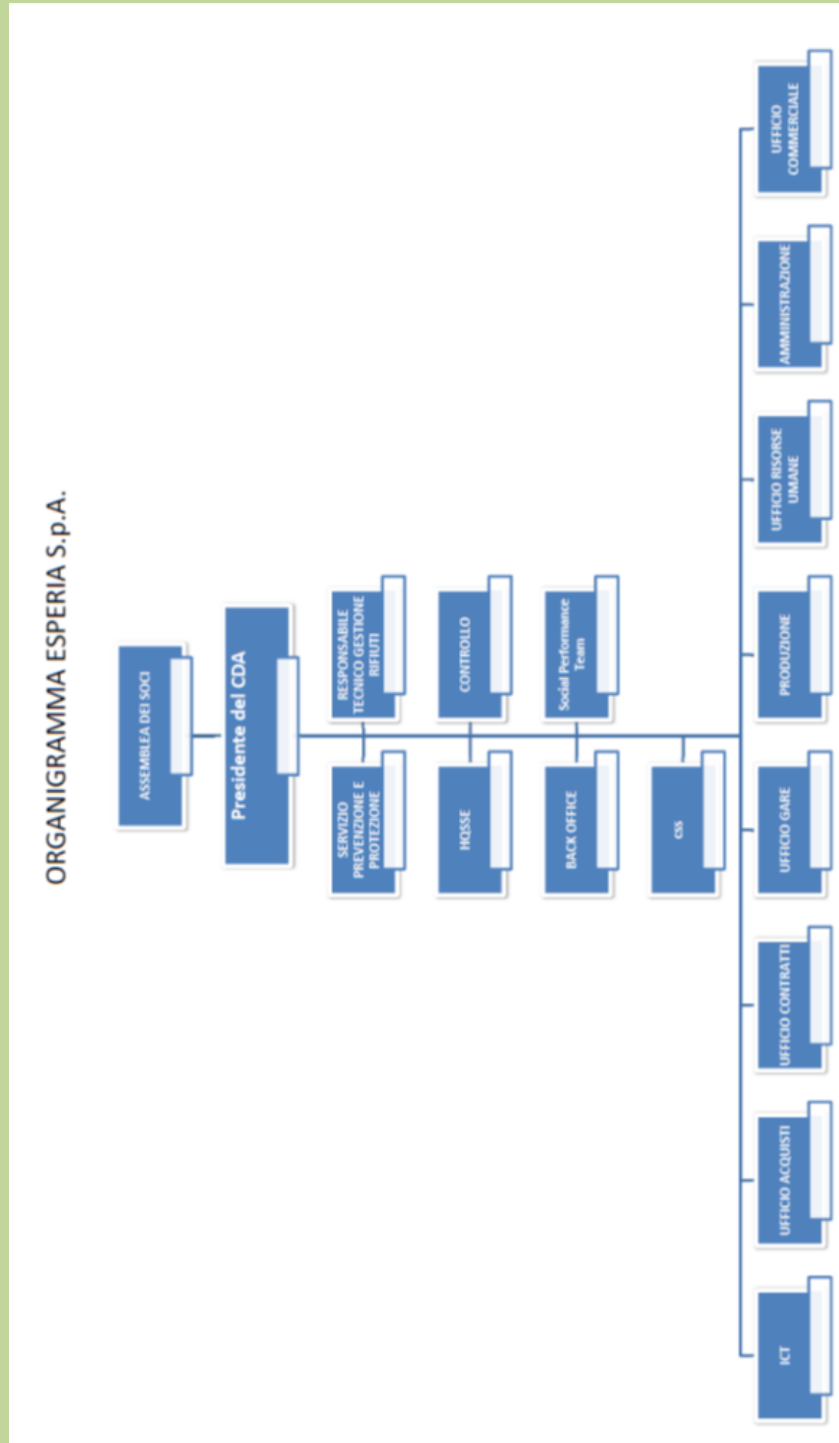 ORGANIGRAMMA ESPERIA S.p.A.
ASSEMBLEA DEI SOCI
Presidente del CDA
SERVIZIO
PREVENZIONE E
PROTEZIONE
RESPONSABILE
TECNICO GESTIONE
RIFIUTI
HQSSE
CONTROLLO
BACK OFFICE
Social Performance
Team
CSS
ICT
UFFICIO ACQUISTI
UFFICIO CONTRATTI
UFFICIO GARE
PRODUZIONE
UFFICIO RISORSE
UMANE
AMMINISTRAZIONE
UFFICIO
COMMERCIALE